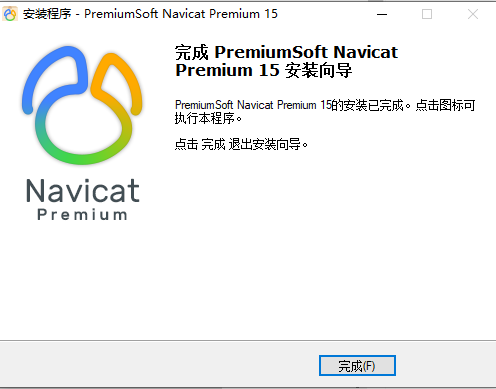 安装程序 - PremiumSoft Navicat Premium 15
完成 PremiumSoft Navicat
Premium 15 安装向导
PremiumSoft Navicat Premium 15的安装已完成。点击图标可
执行本程序。
点击 完成 退出安装向导。
Navicat
Premium
完成(F)